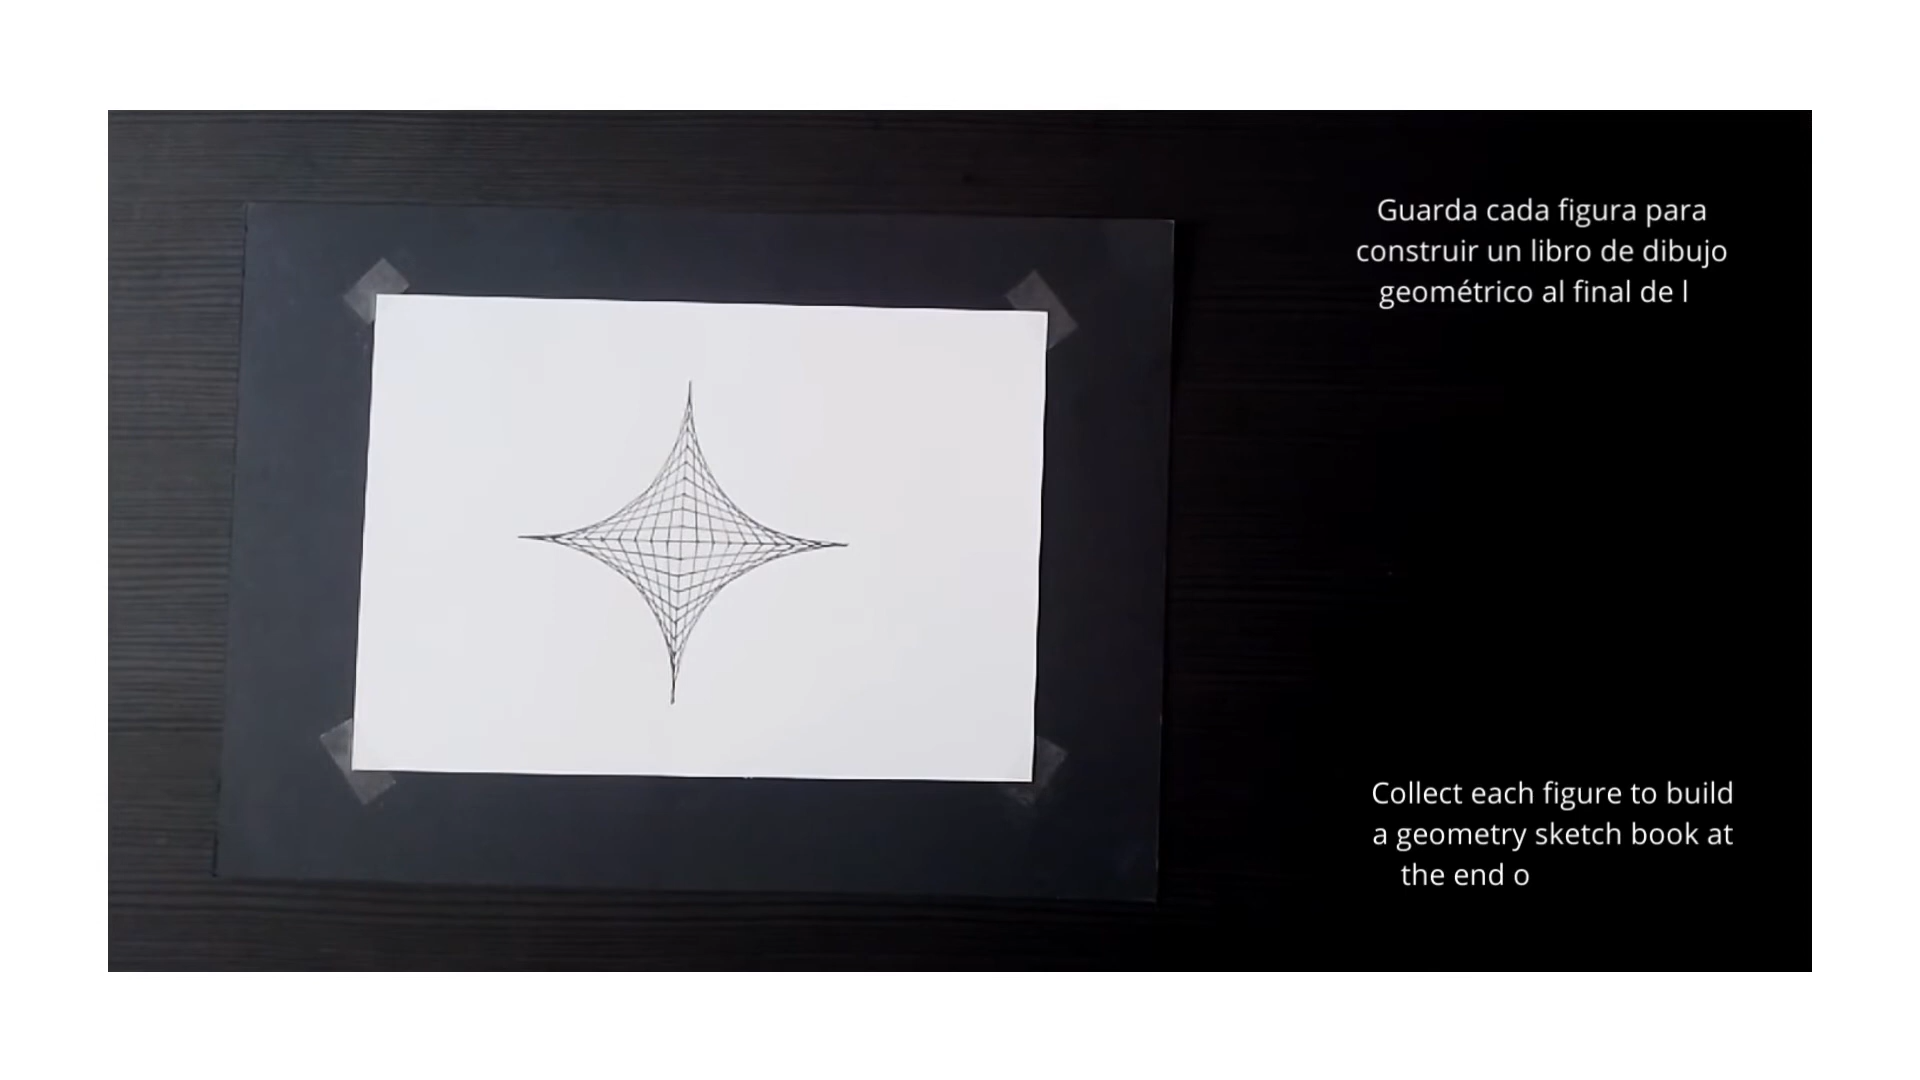 Guarda cada figura para
construir un libro de dibujo
geométrico al final de l
Collect each figure to build
a geometry sketch book at
the end o